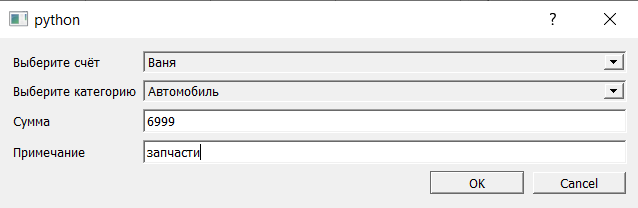 python
Выберите счёт Ваня
Выберите категорию Автомобиль
Сумма 6999
Примечание запчасти
OK Cancel